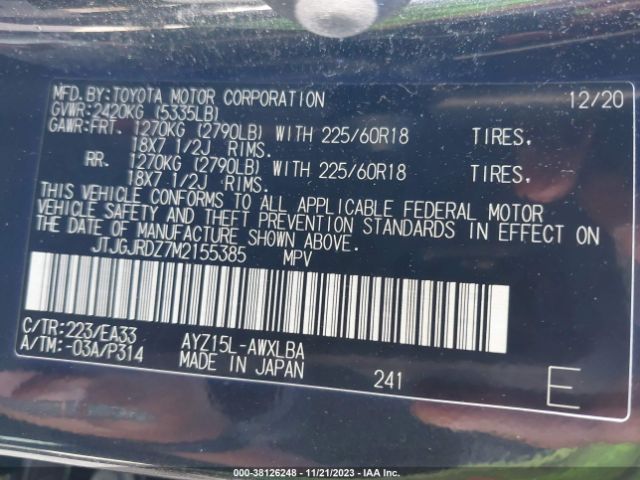 MFD.BY:TOYOTA MOTOR CORPORATION 12/20
GVWR:2420KG (5335LB)
GAWR:FRT. 1270KG (2790LB) WITH 225/60R18 TIRES,
18X7 1/2J RIMS.
RR. 1270KG (2790LB) WITH 225/60R18 TIRES,
18X7 1/2J RIMS.
THIS VEHICLE CONFORMS TO ALL APPLICABLE FEDERAL MOTOR
VEHICLE SAFETY AND THEFT PREVENTION STANDARDS IN EFFECT ON
THE DATE OF MANUFACTURE SHOWN ABOVE.
JTJGJRDZ7M2155385 MPV
C/TR:223/EA33 AYZ15L-AWXLBA
A/TM:-03A/P314 MADE IN JAPAN 241 E
000-38126248 - 11/21/2023 - IAA Inc.